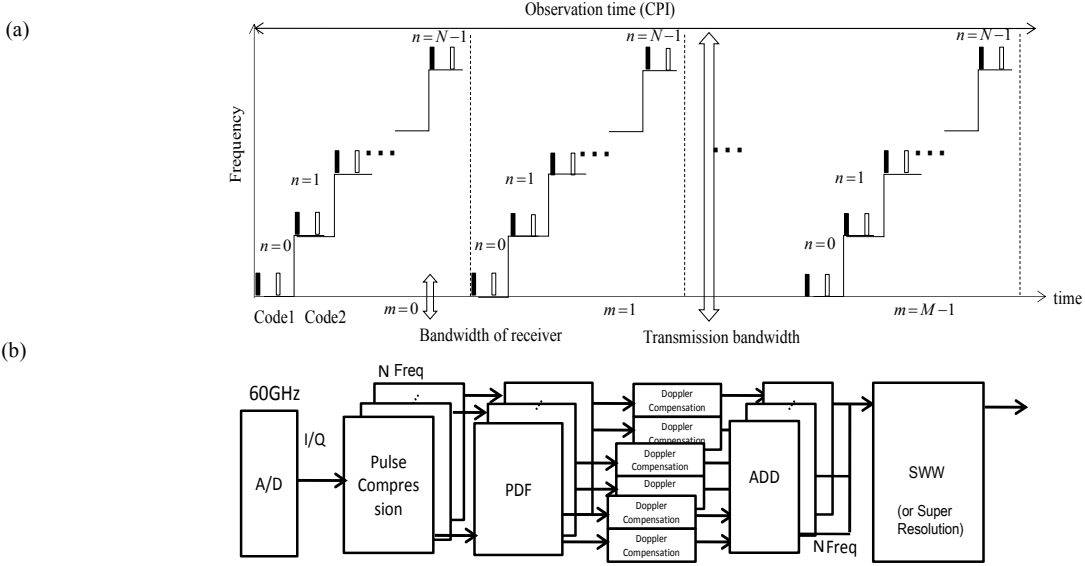 (a)
Observation time (CPI)
n=N−1 n=N−1 n=N−1
Frequency
n=1 n=1 n=1
n=0 n=0 n=0
time
Code1 Code2 m=0 m=1 m=M−1
Bandwidth of receiver Transmission bandwidth
(b)
N Freq
60GHz
I/Q
A/D
Pulse
Compres
sion
PDF
Doppler
Compensation
Doppler
Compensation
Doppler
Compensation
Doppler
Doppler
Compensation
Doppler
Compensation
ADD
N Freq
SWW
(or Super
Resolution)